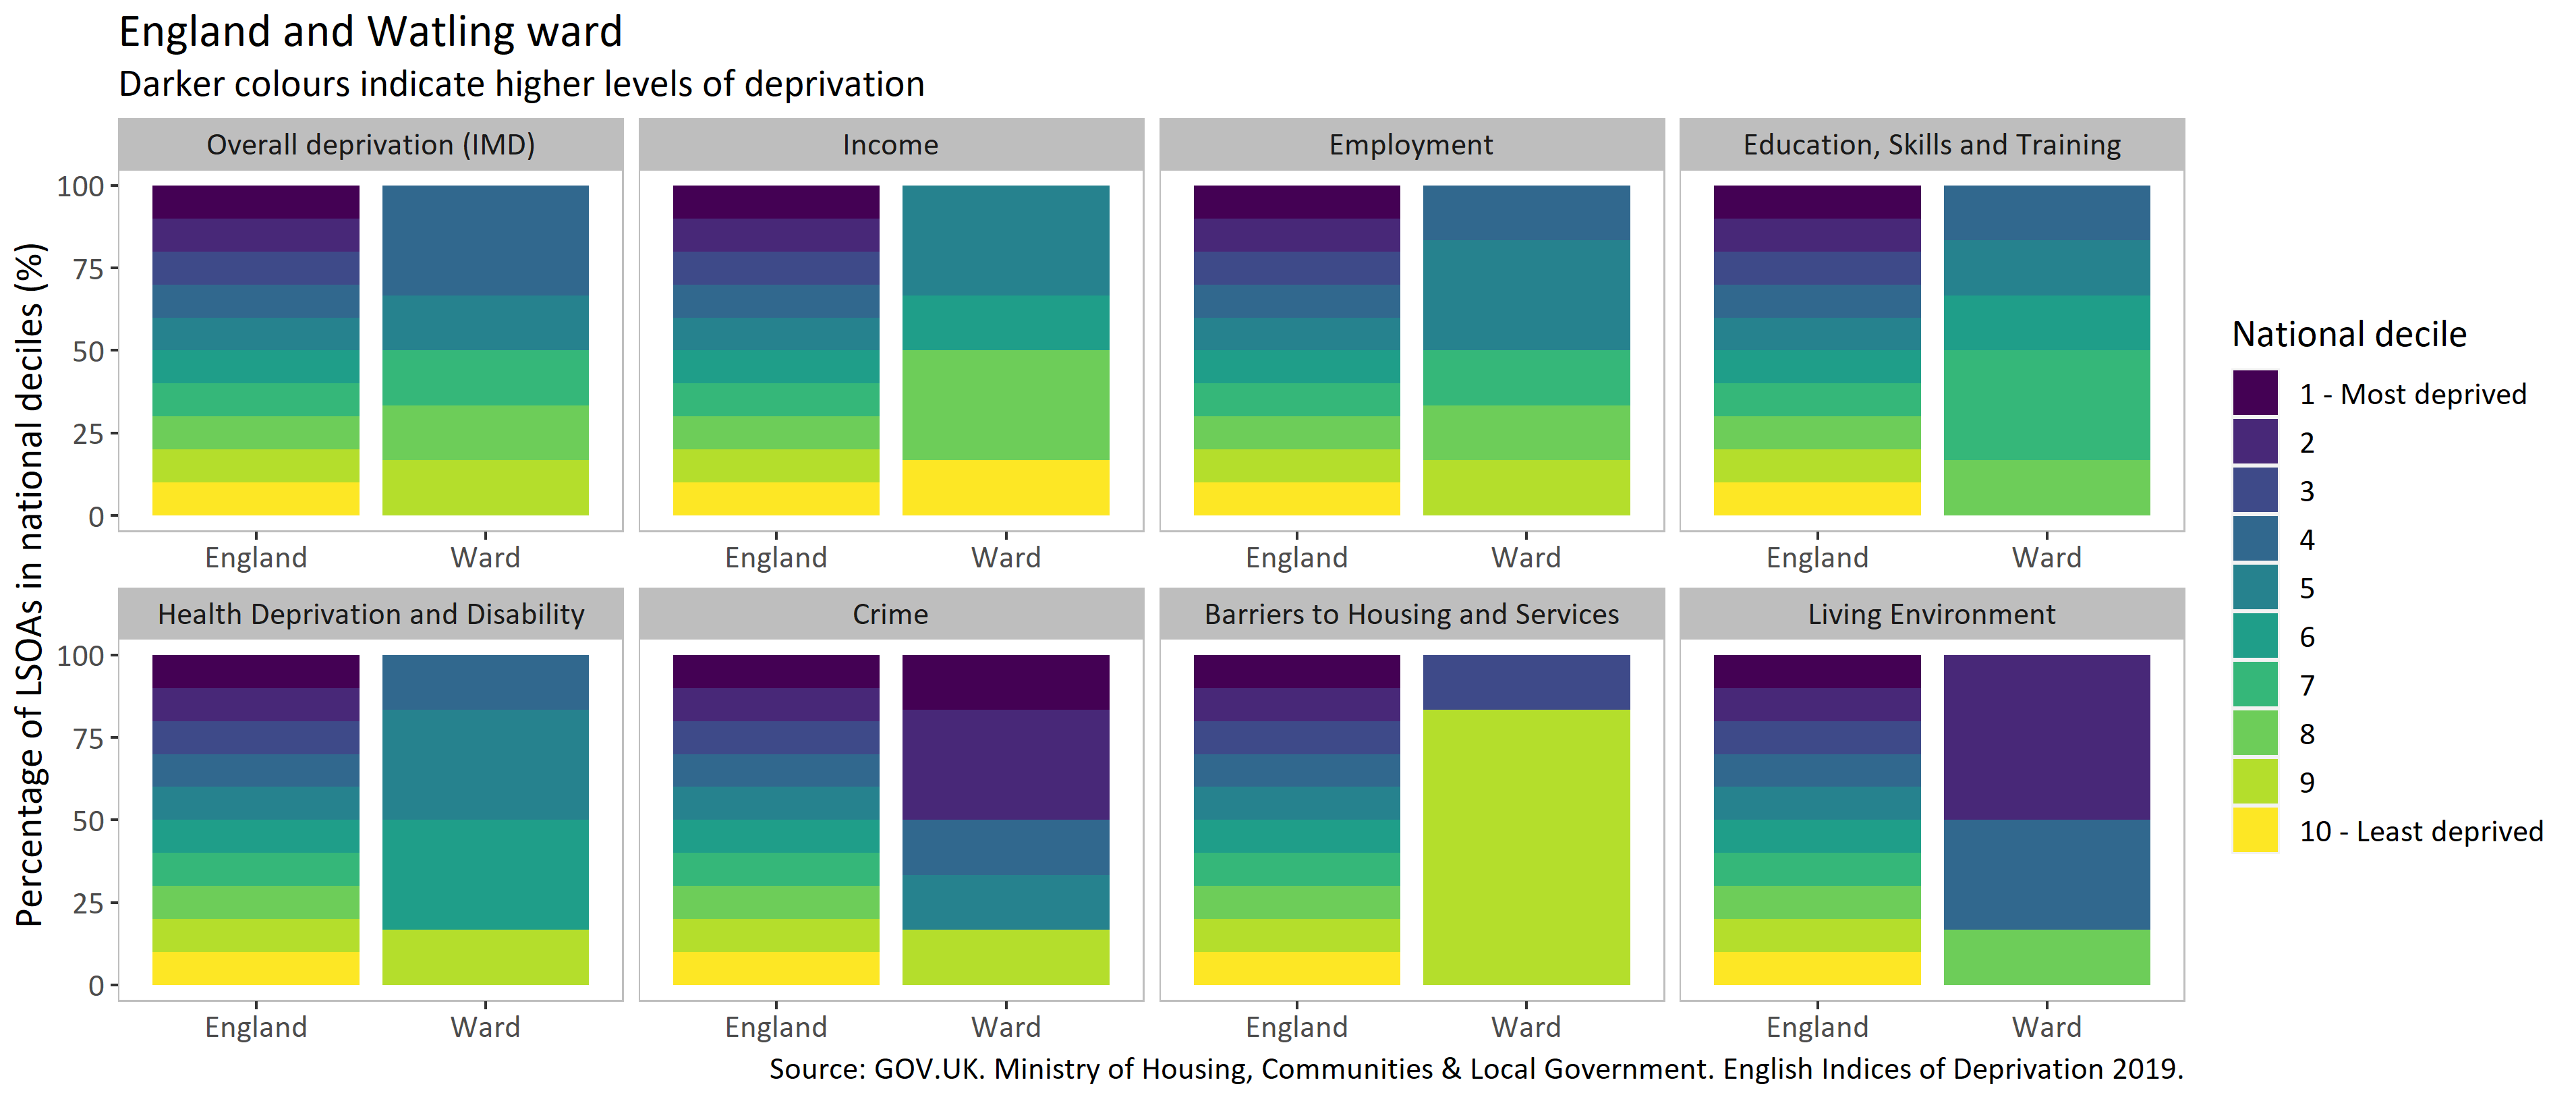 England and Watling ward
Darker colours indicate higher levels of deprivation
Percentage of LSOAs in national deciles (%)
Overall deprivation (IMD)
100
75
50
25
0
England Ward
Income
England Ward
Employment
England Ward
Education, Skills and Training
England Ward
Health Deprivation and Disability
100
75
50
25
0
England Ward
Crime
England Ward
Barriers to Housing and Services
England Ward
Living Environment
England Ward
National decile
1 - Most deprived
2
3
4
5
6
7
8
9
10 - Least deprived
Source: GOV.UK. Ministry of Housing, Communities & Local Government. English Indices of Deprivation 2019.